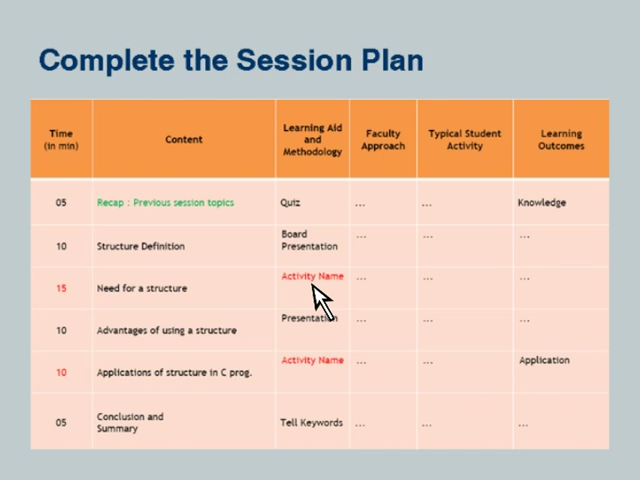 Complete the Session Plan
Time (in min) Content Learning Aid and Methodology Faculty Approach Typical Student Activity Learning Outcomes
05 Recap : Previous session topics Quiz ... ... Knowledge
10 Structure Definition Board Presentation ... ... ...
15 Need for a structure Activity Name ... ... ...
10 Advantages of using a structure Presentation ... ... ...
10 Applications of structure in C prog. Activity Name ... ... Application
05 Conclusion and Summary Tell Keywords ... ... ...